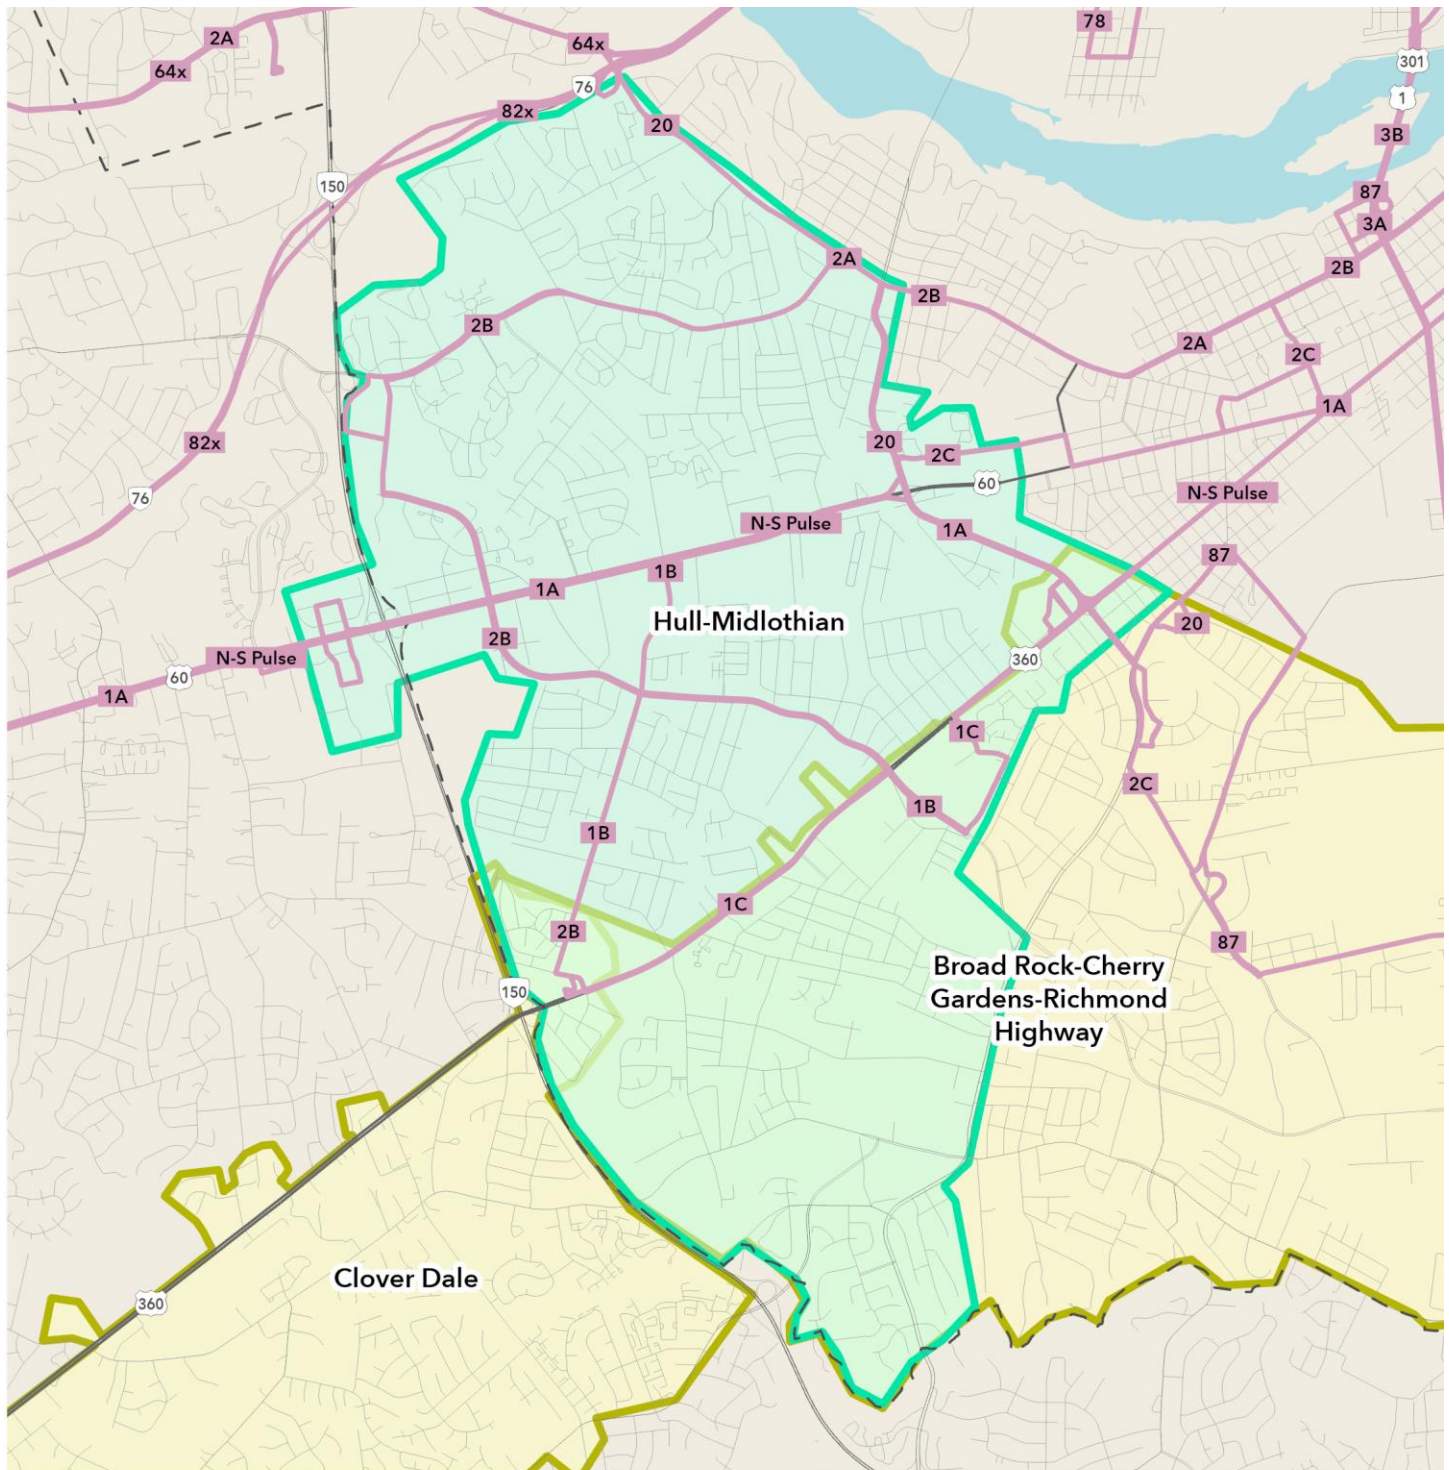 78
2A
64x
64x
301
76
1
82x
20
3B
150
87
3A
2A
2B
2B
2B
2A
2C
1A
82x
20
2C
60
N-S Pulse
76
N-S Pulse
1A
87
1B
1A
Hull-Midlothian
20
2B
N-S Pulse
360
60
1A
1C
2C
1B
1B
1C
2B
87
Broad Rock-Cherry
Gardens-Richmond
Highway
150
Clover Dale
360